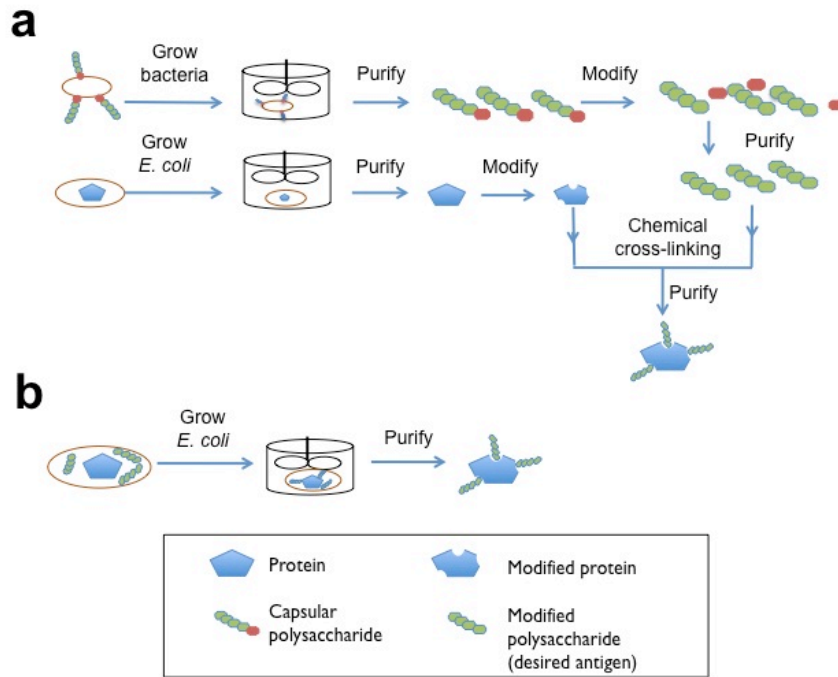 a
Grow
bacteria
Purify
Modify
Purify
Grow
E. coli
Purify
Modify
Chemical
cross-linking
Purify
b
Grow
E. coli
Purify
Protein
Modified protein
Capsular
polysaccharide
Modified
polysaccharide
(desired antigen)